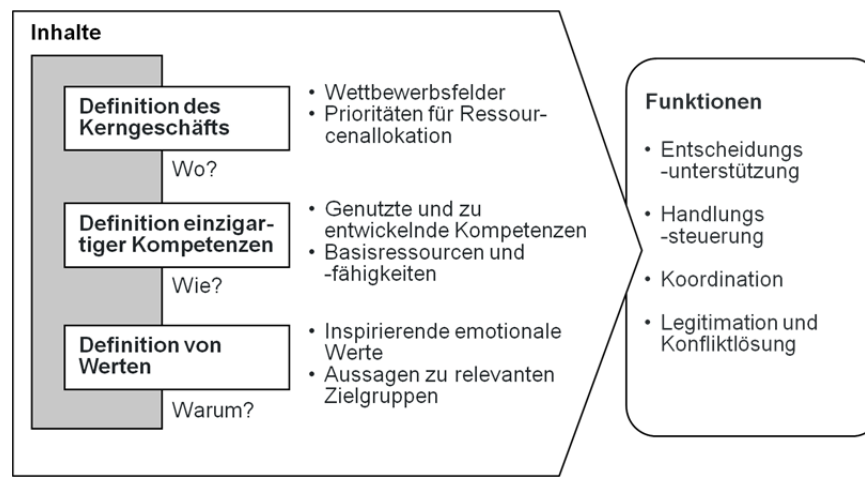 Inhalte
Definition des
Kerngeschäfts
Wo?
• Wettbewerbsfelder
• Prioritäten für Ressour-
cenallokation
Definition einzigar-
tiger Kompetenzen
Wie?
• Genutzte und zu
entwickelnde Kompetenzen
• Basisressourcen und
-fähigkeiten
Definition von
Werten
Warum?
• Inspirierende emotionale
Werte
• Aussagen zu relevanten
Zielgruppen
Funktionen
• Entscheidungs
-unterstützung
• Handlungs
-steuerung
• Koordination
• Legitimation und
Konfliktlösung